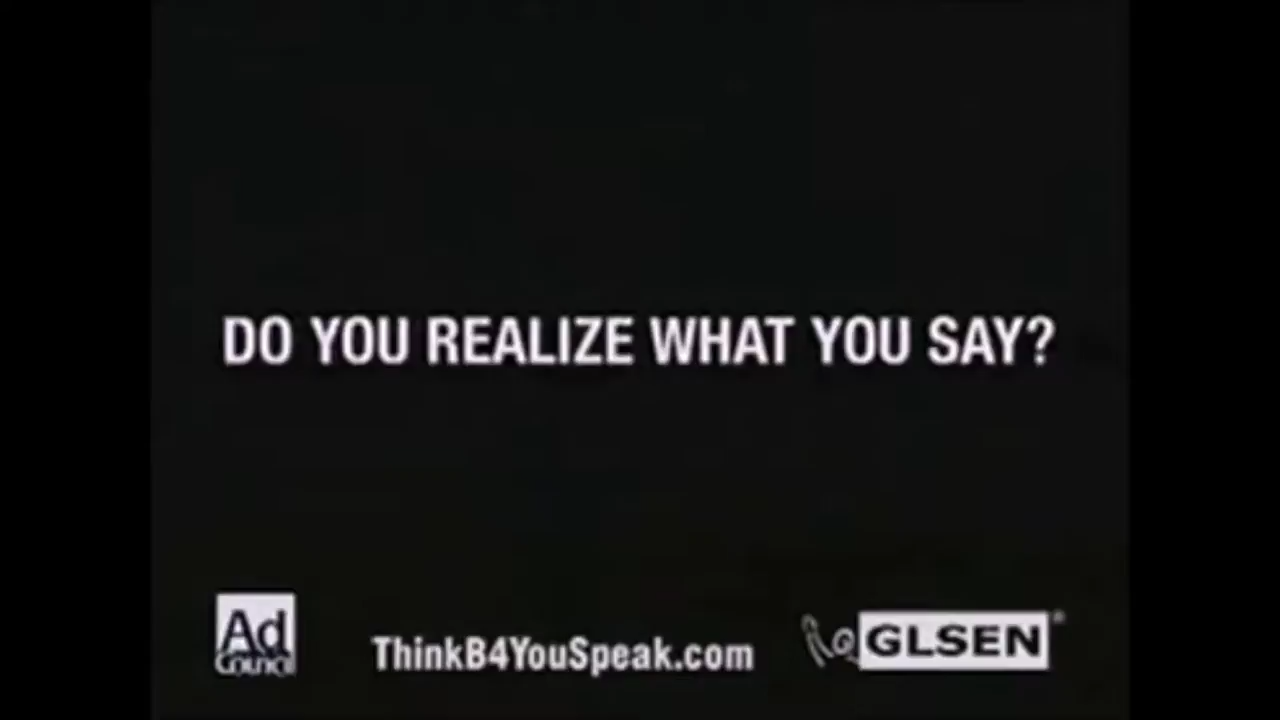 DO YOU REALIZE WHAT YOU SAY?
Ad
Council
ThinkB4YouSpeak.com
GLSEN®